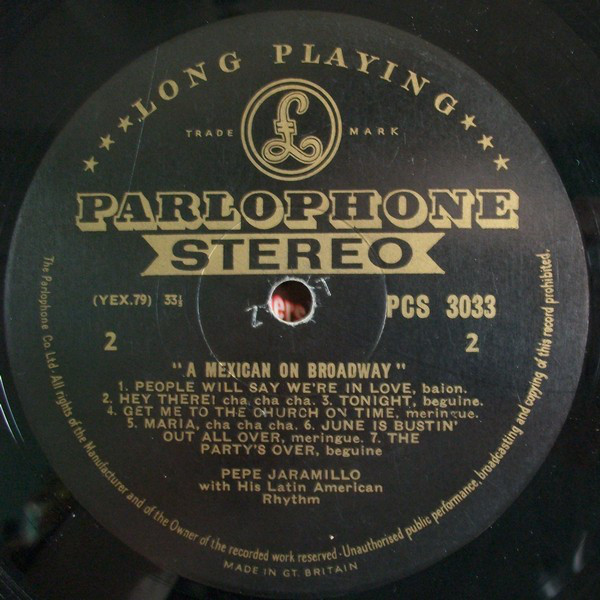 ★★★★LONG PLAYING★★★★
TRADE MARK
£
PARLOPHONE
STEREO
(YEX.79) 33⅓ PCS 3033
2 2
"A MEXICAN ON BROADWAY"
1. PEOPLE WILL SAY WE'RE IN LOVE, baion.
2. HEY THERE! cha cha cha. 3. TONIGHT, beguine.
4. GET ME TO THE CHURCH ON TIME, meringue.
5. MARIA, cha cha cha. 6. JUNE IS BUSTIN'
OUT ALL OVER, meringue. 7. THE
PARTY'S OVER, beguine
PEPE JARAMILLO
with His Latin American
Rhythm
The Parlophone Co Ltd · All rights of the Manufacturer and of the Owner of the recorded work reserved · Unauthorised public performance, broadcasting and copying of this record prohibited.
MADE IN GT. BRITAIN